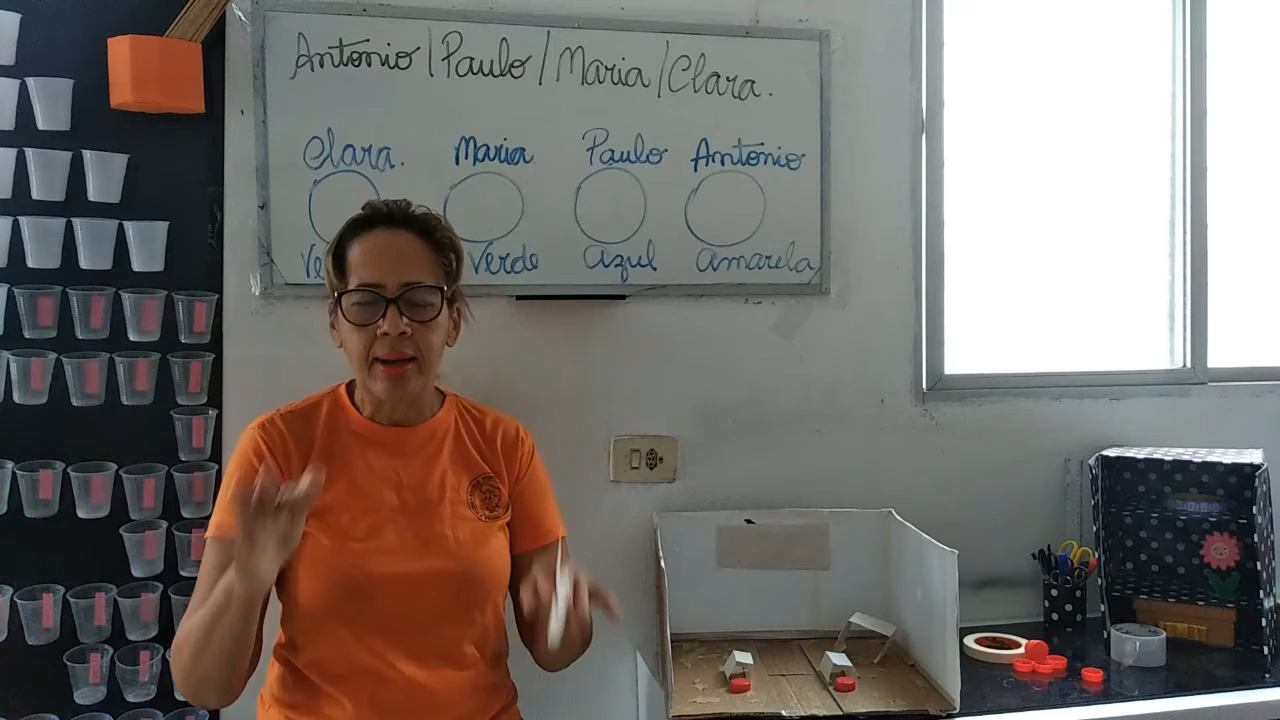 Antonio / Paulo / Maria / Clara.
Clara. Maria Paulo Antonio
Verde azul amarela